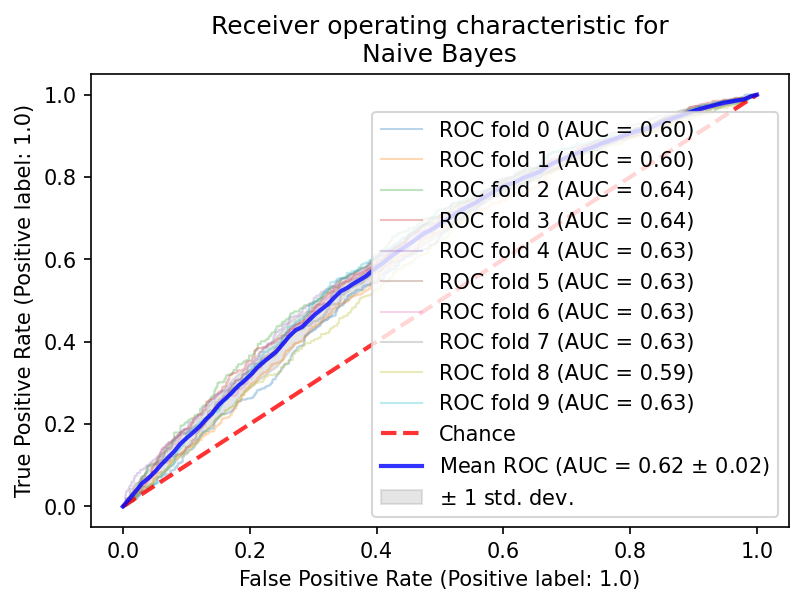 Receiver operating characteristic for
Naive Bayes
True Positive Rate (Positive label: 1.0)
1.0
0.8
0.6
0.4
0.2
0.0
ROC fold 0 (AUC = 0.60)
ROC fold 1 (AUC = 0.60)
ROC fold 2 (AUC = 0.64)
ROC fold 3 (AUC = 0.64)
ROC fold 4 (AUC = 0.63)
ROC fold 5 (AUC = 0.63)
ROC fold 6 (AUC = 0.63)
ROC fold 7 (AUC = 0.63)
ROC fold 8 (AUC = 0.59)
ROC fold 9 (AUC = 0.63)
Chance
Mean ROC (AUC = 0.62 ± 0.02)
± 1 std. dev.
0.0 0.2 0.4 0.6 0.8 1.0
False Positive Rate (Positive label: 1.0)